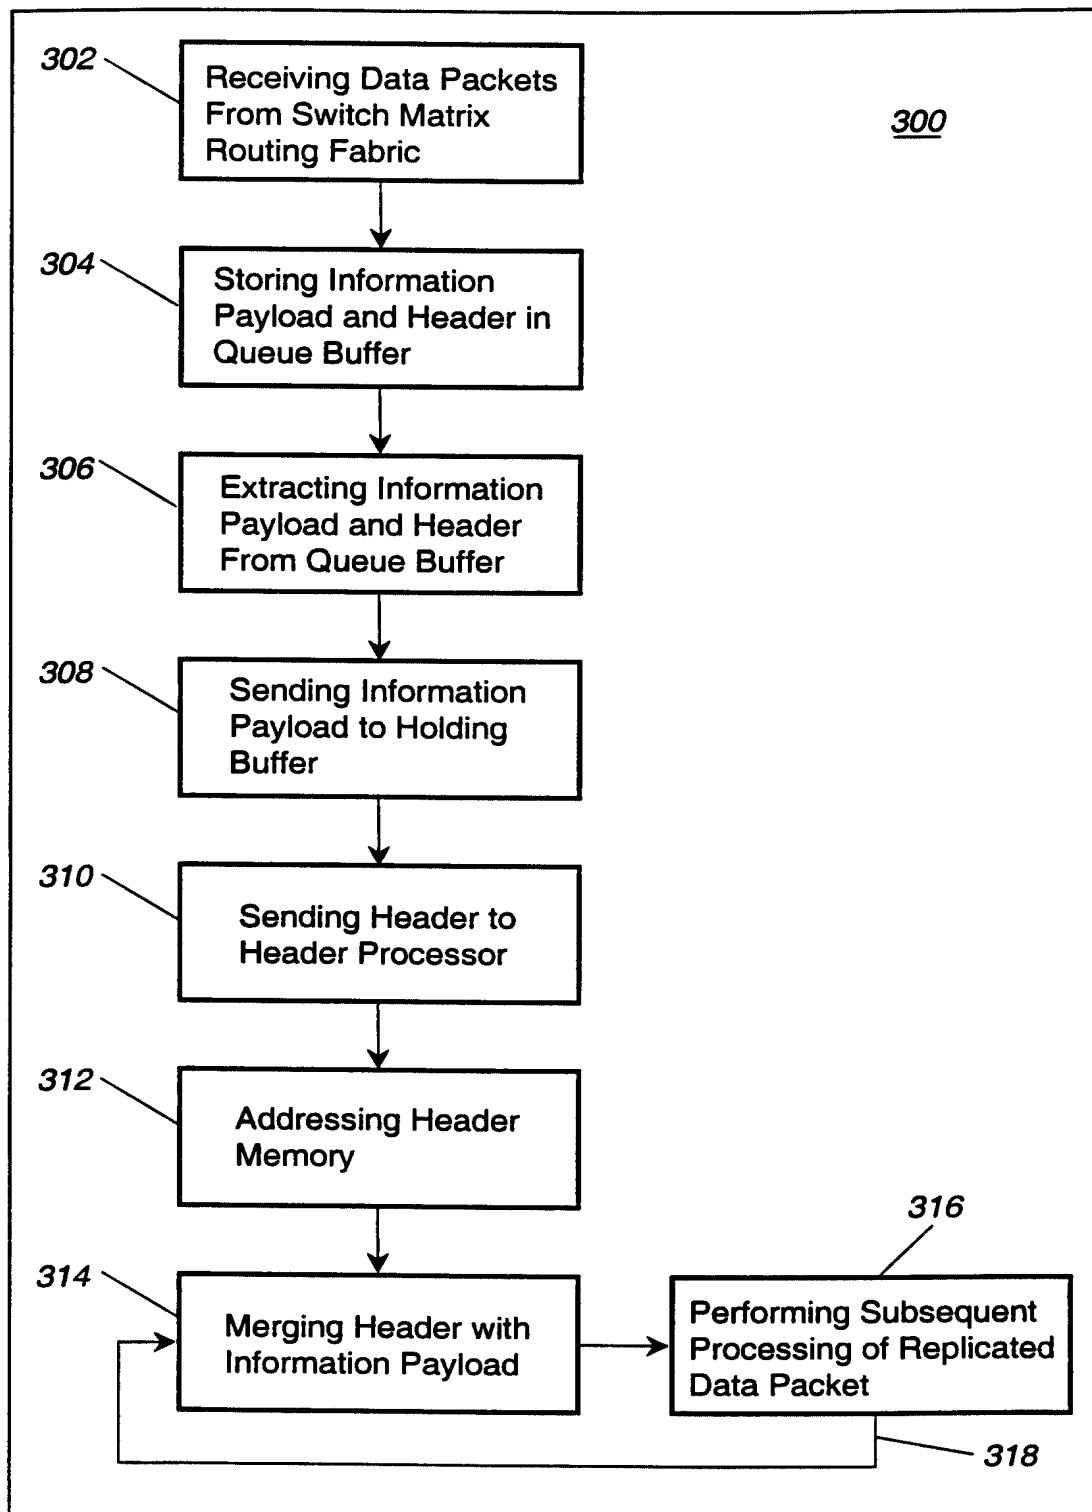 302
Receiving Data Packets
From Switch Matrix
Routing Fabric
300
304
Storing Information
Payload and Header in
Queue Buffer
306
Extracting Information
Payload and Header
From Queue Buffer
308
Sending Information
Payload to Holding
Buffer
310
Sending Header to
Header Processor
312
Addressing Header
Memory
314
Merging Header with
Information Payload
316
Performing Subsequent
Processing of Replicated
Data Packet
318